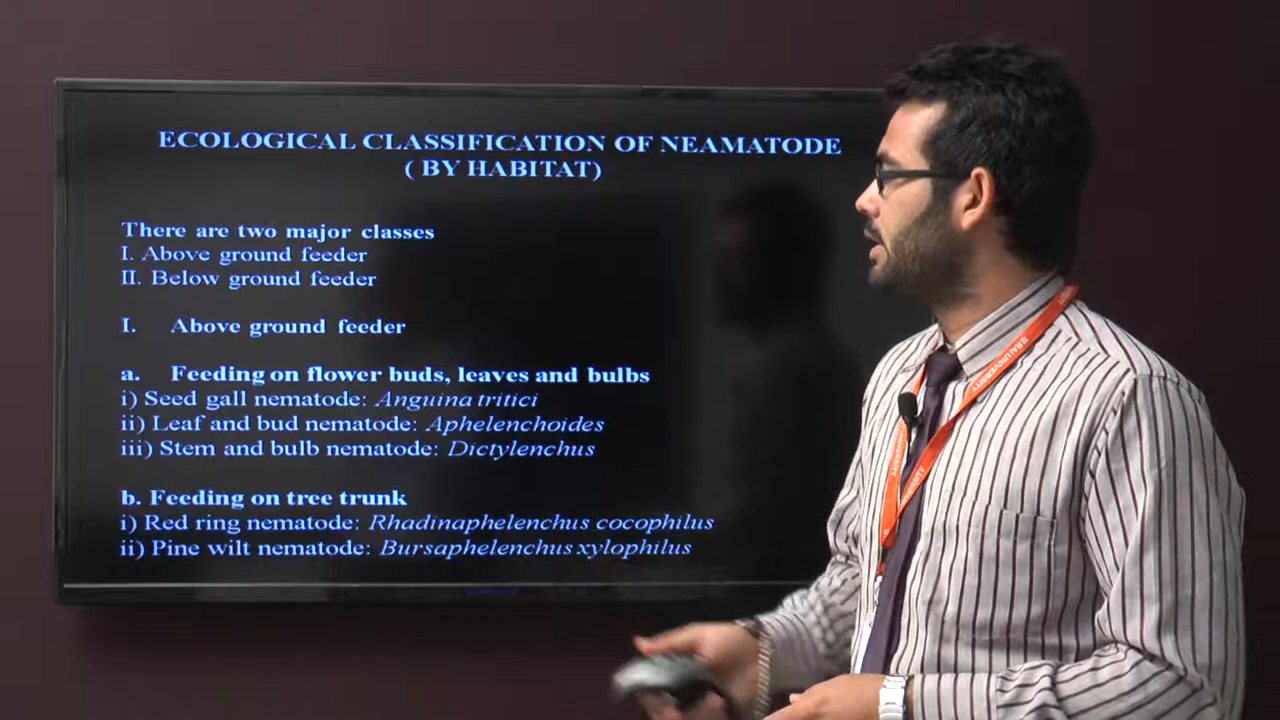 ECOLOGICAL CLASSIFICATION OF NEAMATODE
( BY HABITAT)
There are two major classes
I. Above ground feeder
II. Below ground feeder
I. Above ground feeder
a. Feeding on flower buds, leaves and bulbs
i) Seed gall nematode: Anguina tritici
ii) Leaf and bud nematode: Aphelenchoides
iii) Stem and bulb nematode: Dictylenchus
b. Feeding on tree trunk
i) Red ring nematode: Rhadinaphelenchus cocophilus
ii) Pine wilt nematode: Bursaphelenchus xylophilus
RAI UNIVERSITY